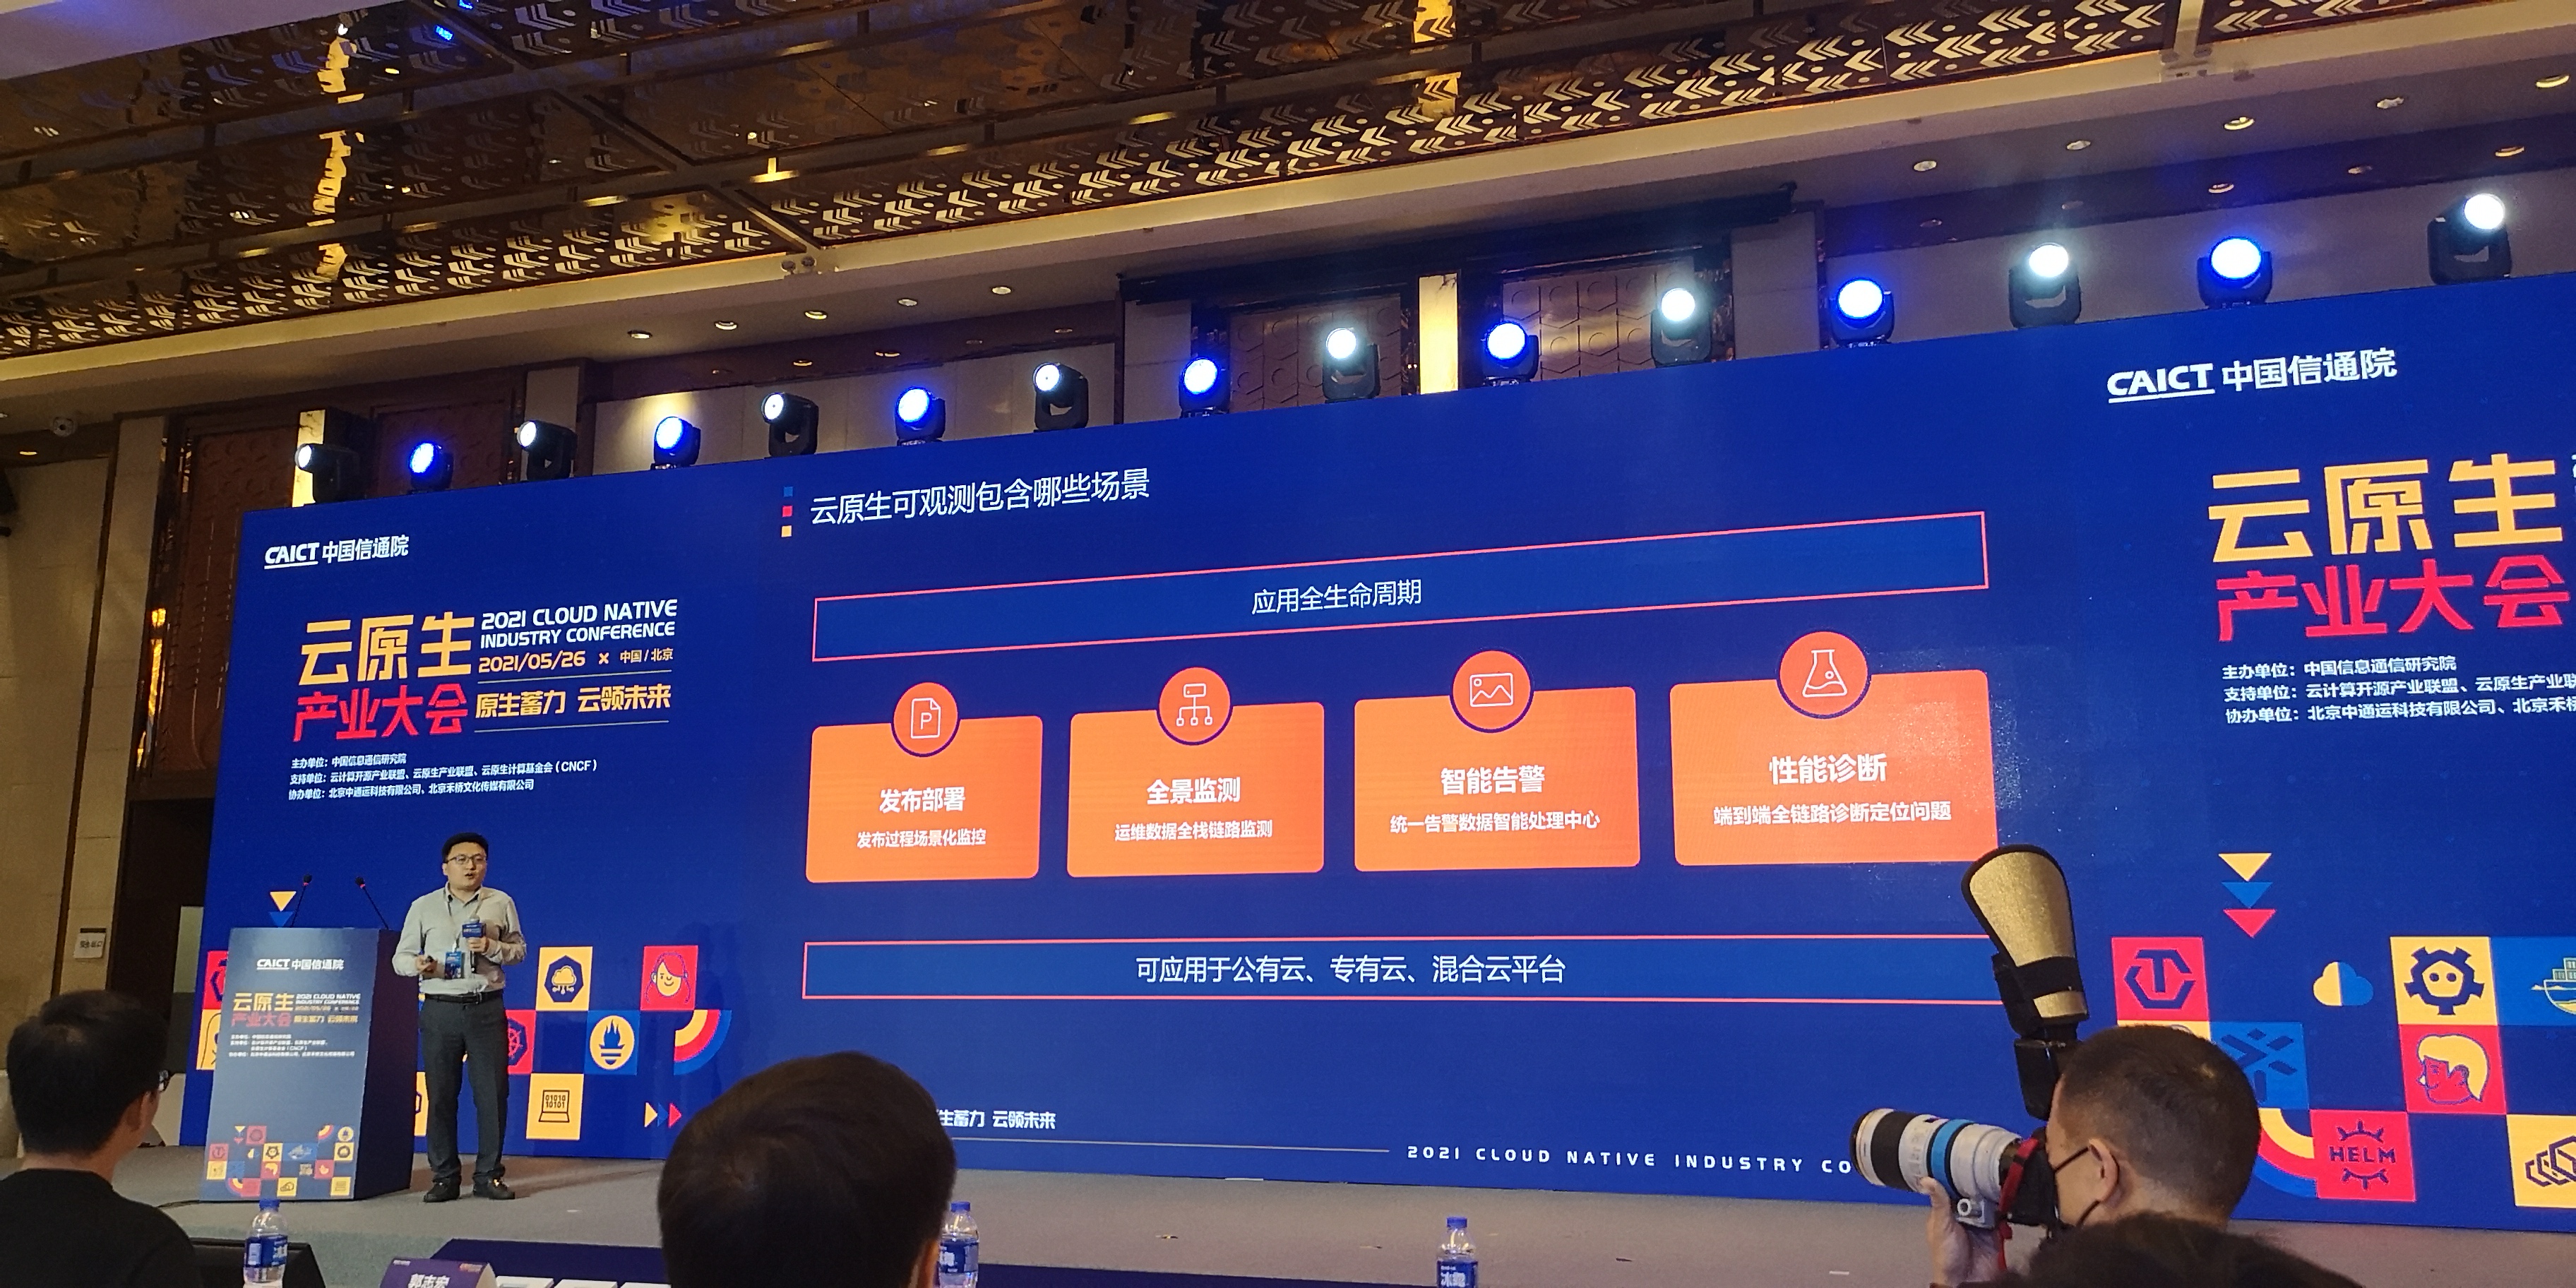 CAICT 中国信通院
云原生
产业大会
2021 CLOUD NATIVE
INDUSTRY CONFERENCE
2021/05/26 × 中国/北京
原生蓄力 云领未来
主办单位：中国信息通信研究院
支持单位：云计算开源产业联盟、云原生产业联盟、云原生计算基金会（CNCF）
协办单位：北京中通运科技有限公司、北京禾桥文化传媒有限公司
云原生可观测包含哪些场景
应用全生命周期
P
发布部署
发布过程场景化监控
全景监测
运维数据全栈链路监测
智能告警
统一告警数据智能处理中心
性能诊断
端到端全链路诊断定位问题
可应用于公有云、专有云、混合云平台
生蓄力 云领未来
2021 CLOUD NATIVE INDUSTRY CO
CAICT 中国信通院
云原生
产业大会
主办单位：中国信息通信研究院
支持单位：云计算开源产业联盟、云原生产业联
协办单位：北京中通运科技有限公司、北京禾桥
HELM
01010
10101
CAICT 中国信通院
云原生
产业大会
2021 CLOUD NATIVE
INDUSTRY CONFERENCE
原生蓄力 云领未来
郭志宏